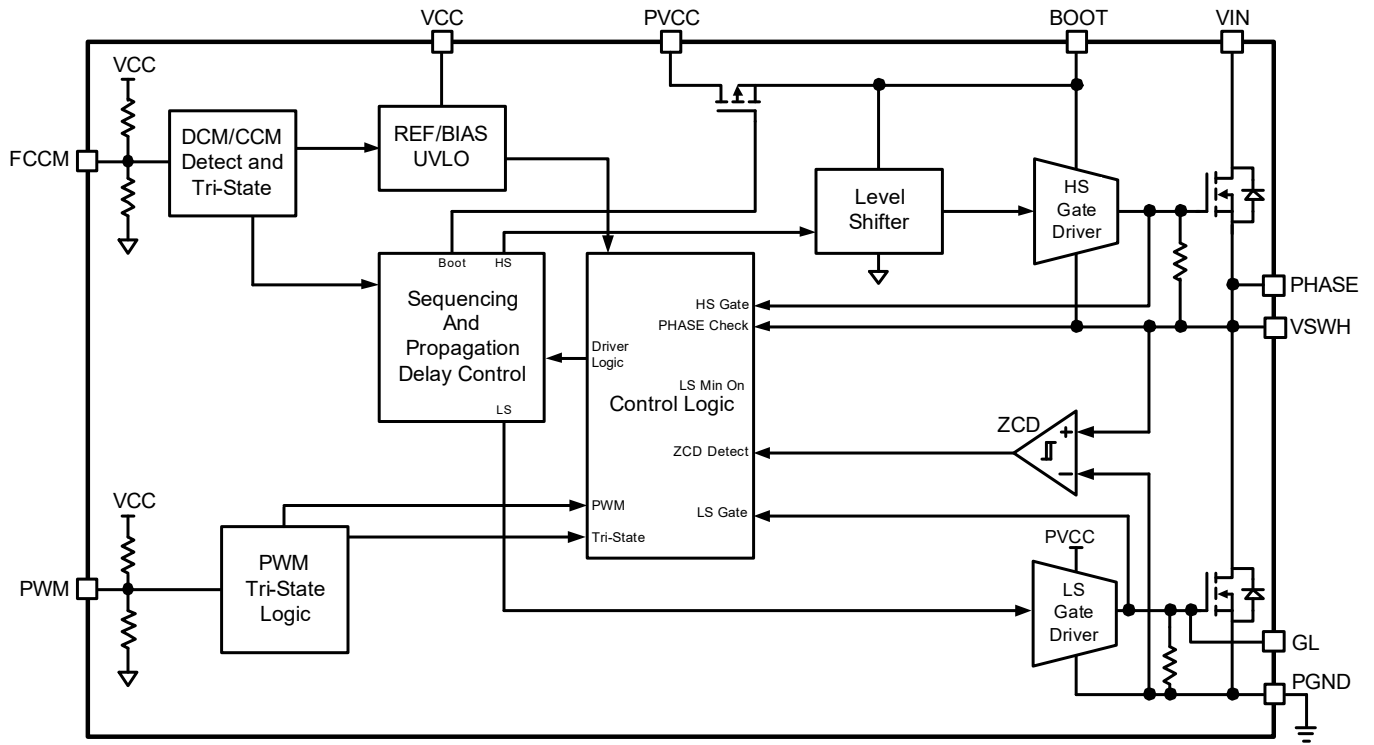 VCC
PVCC
BOOT
VIN
VCC
FCCM
DCM/CCM
Detect and
Tri-State
REF/BIAS
UVLO
Level
Shifter
HS
Gate
Driver
PHASE
VSWH
Boot
HS
Sequencing
And
Propagation
Delay Control
LS
HS Gate
PHASE Check
Driver
Logic
LS Min On
Control Logic
ZCD Detect
LS Gate
PWM
Tri-State
ZCD
+
−
VCC
PWM
PWM
Tri-State
Logic
PVCC
LS
Gate
Driver
GL
PGND